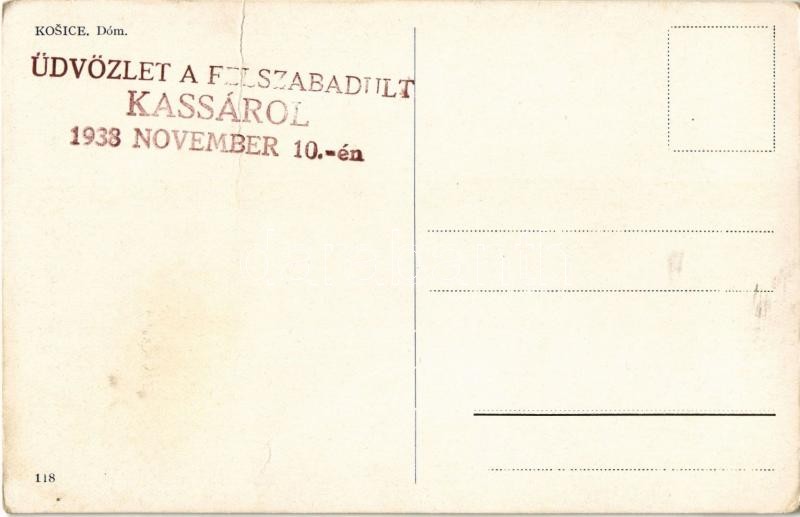 KOŠICE. Dóm.
ÜDVÖZLET A FELSZABADULT
KASSÁROL
1938 NOVEMBER 10.-én
118